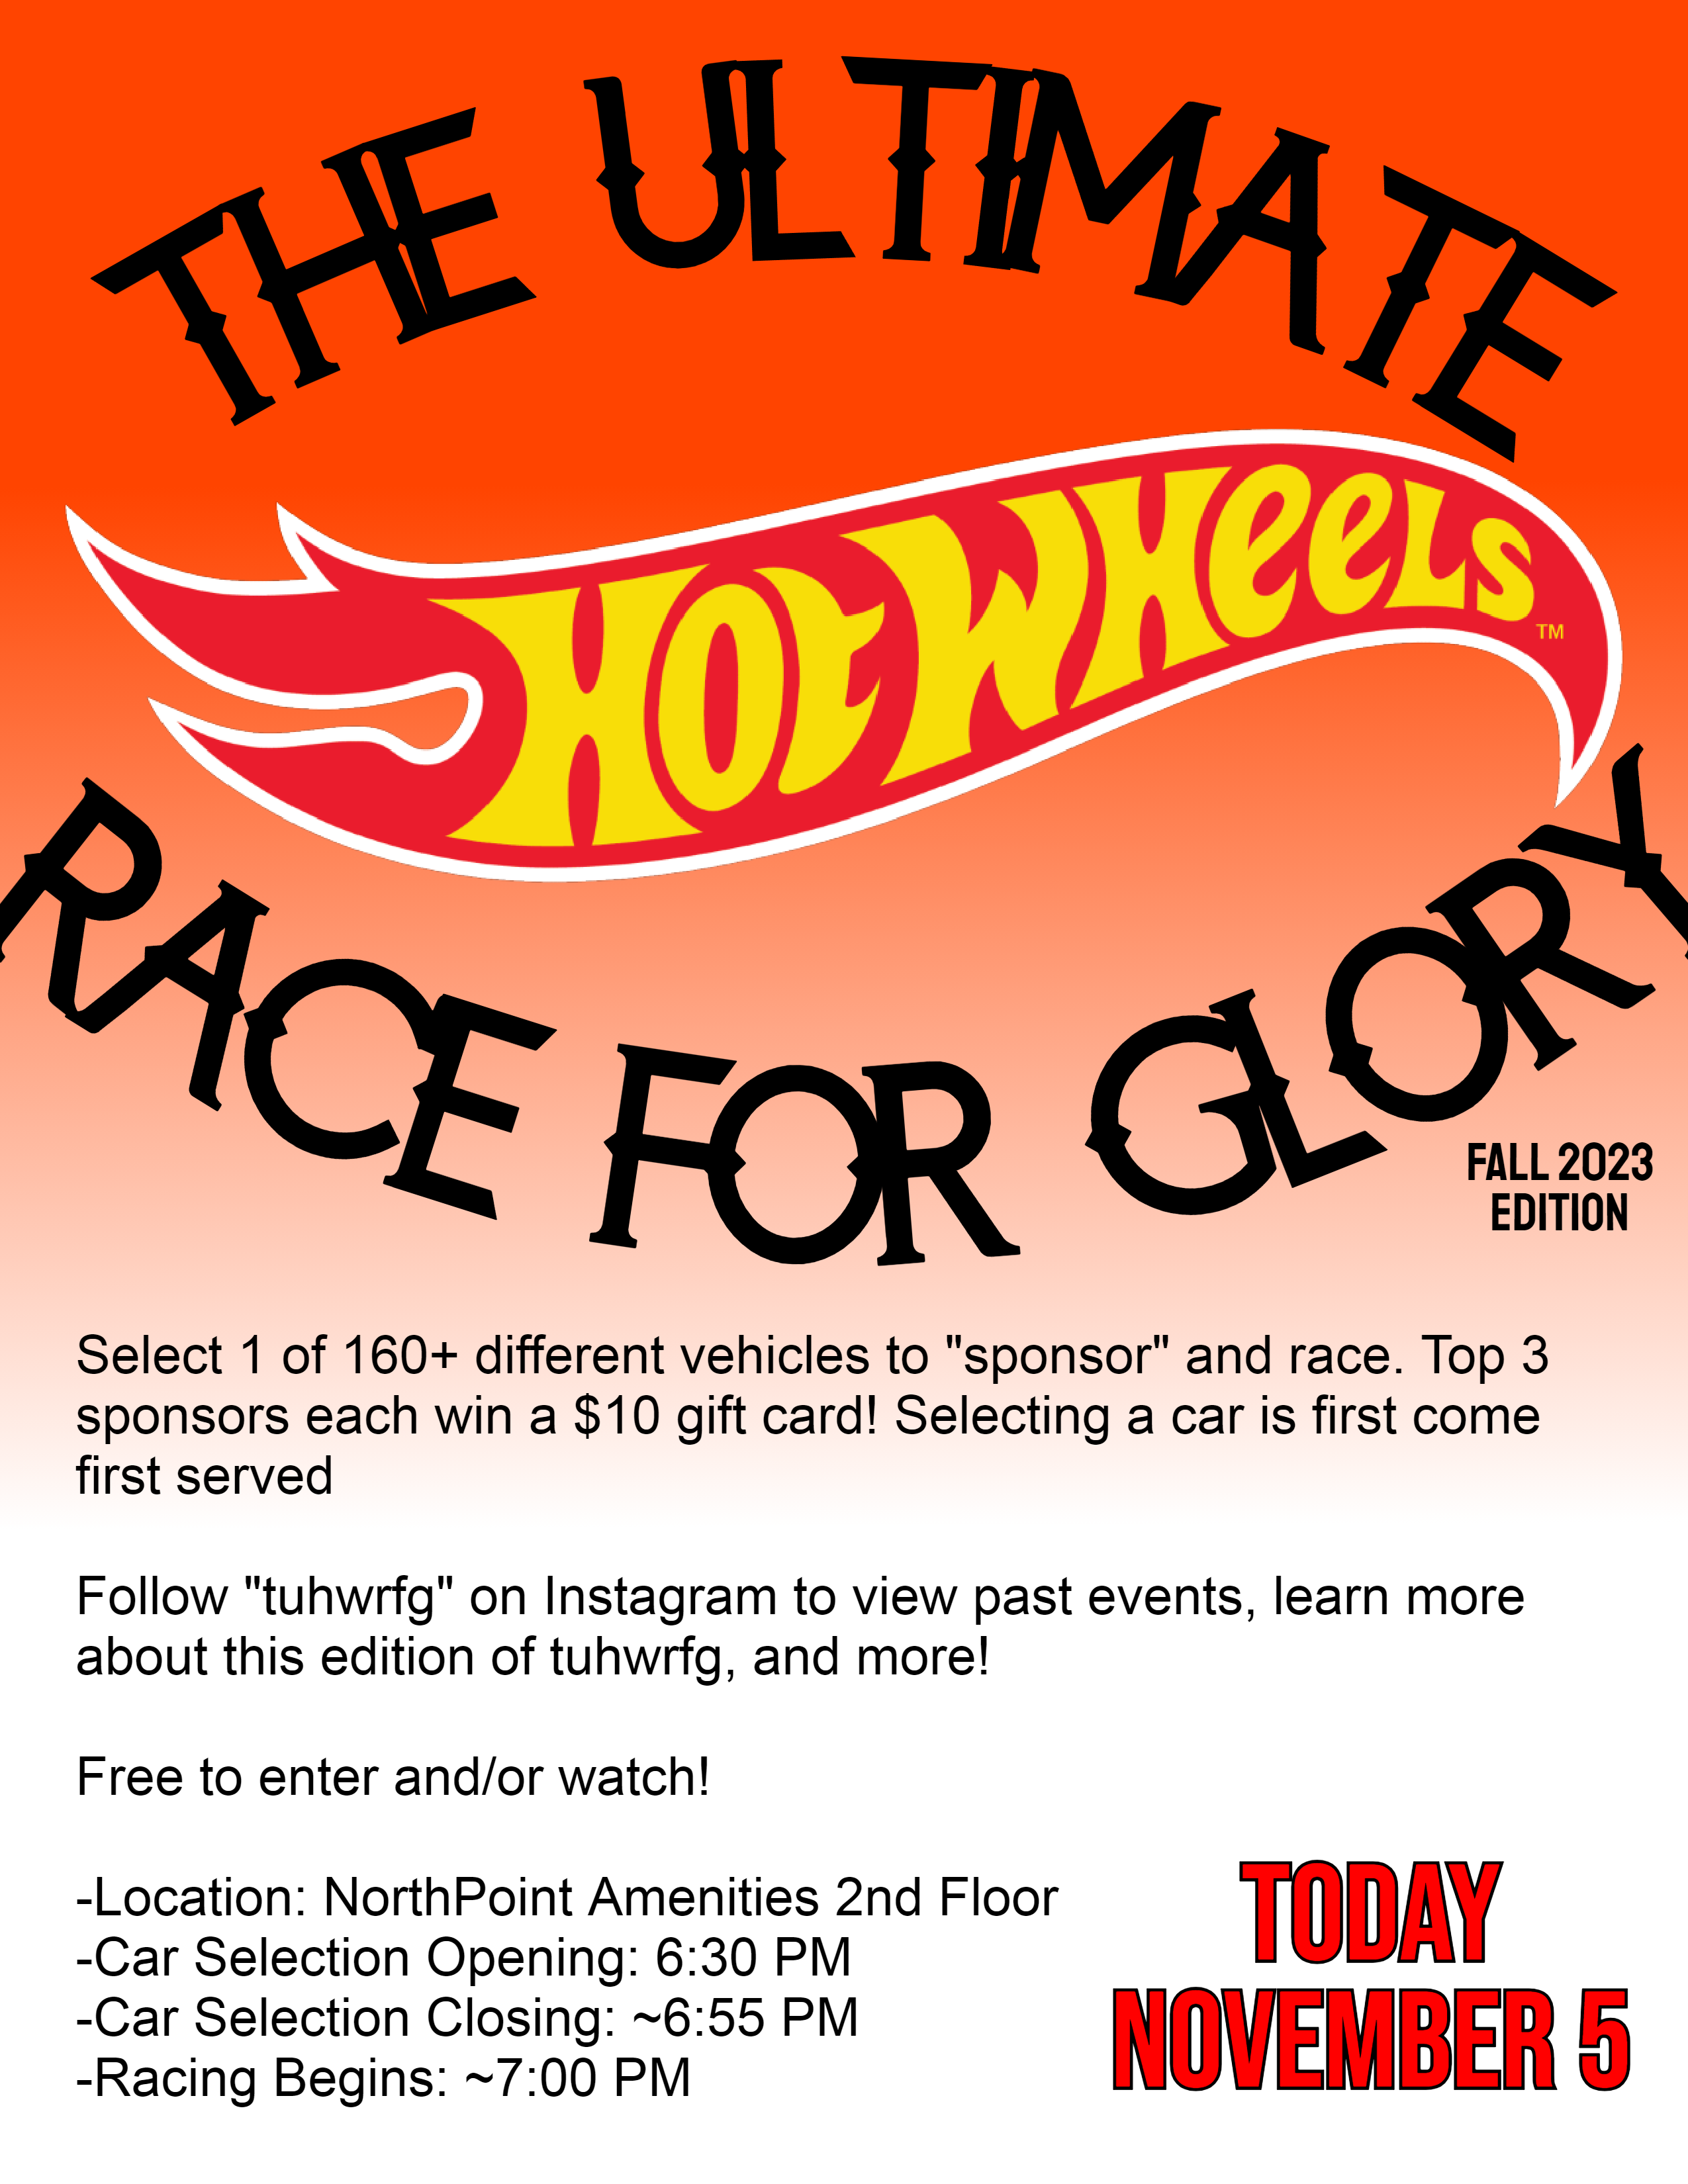 THE ULTIMATE
HOT WHEELS
TM
RACE FOR GLORY
FALL 2023
EDITION
Select 1 of 160+ different vehicles to "sponsor" and race. Top 3
sponsors each win a $10 gift card! Selecting a car is first come
first served
Follow "tuhwrfg" on Instagram to view past events, learn more
about this edition of tuhwrfg, and more!
Free to enter and/or watch!
-Location: NorthPoint Amenities 2nd Floor
-Car Selection Opening: 6:30 PM
-Car Selection Closing: ~6:55 PM
-Racing Begins: ~7:00 PM
TODAY
NOVEMBER 5